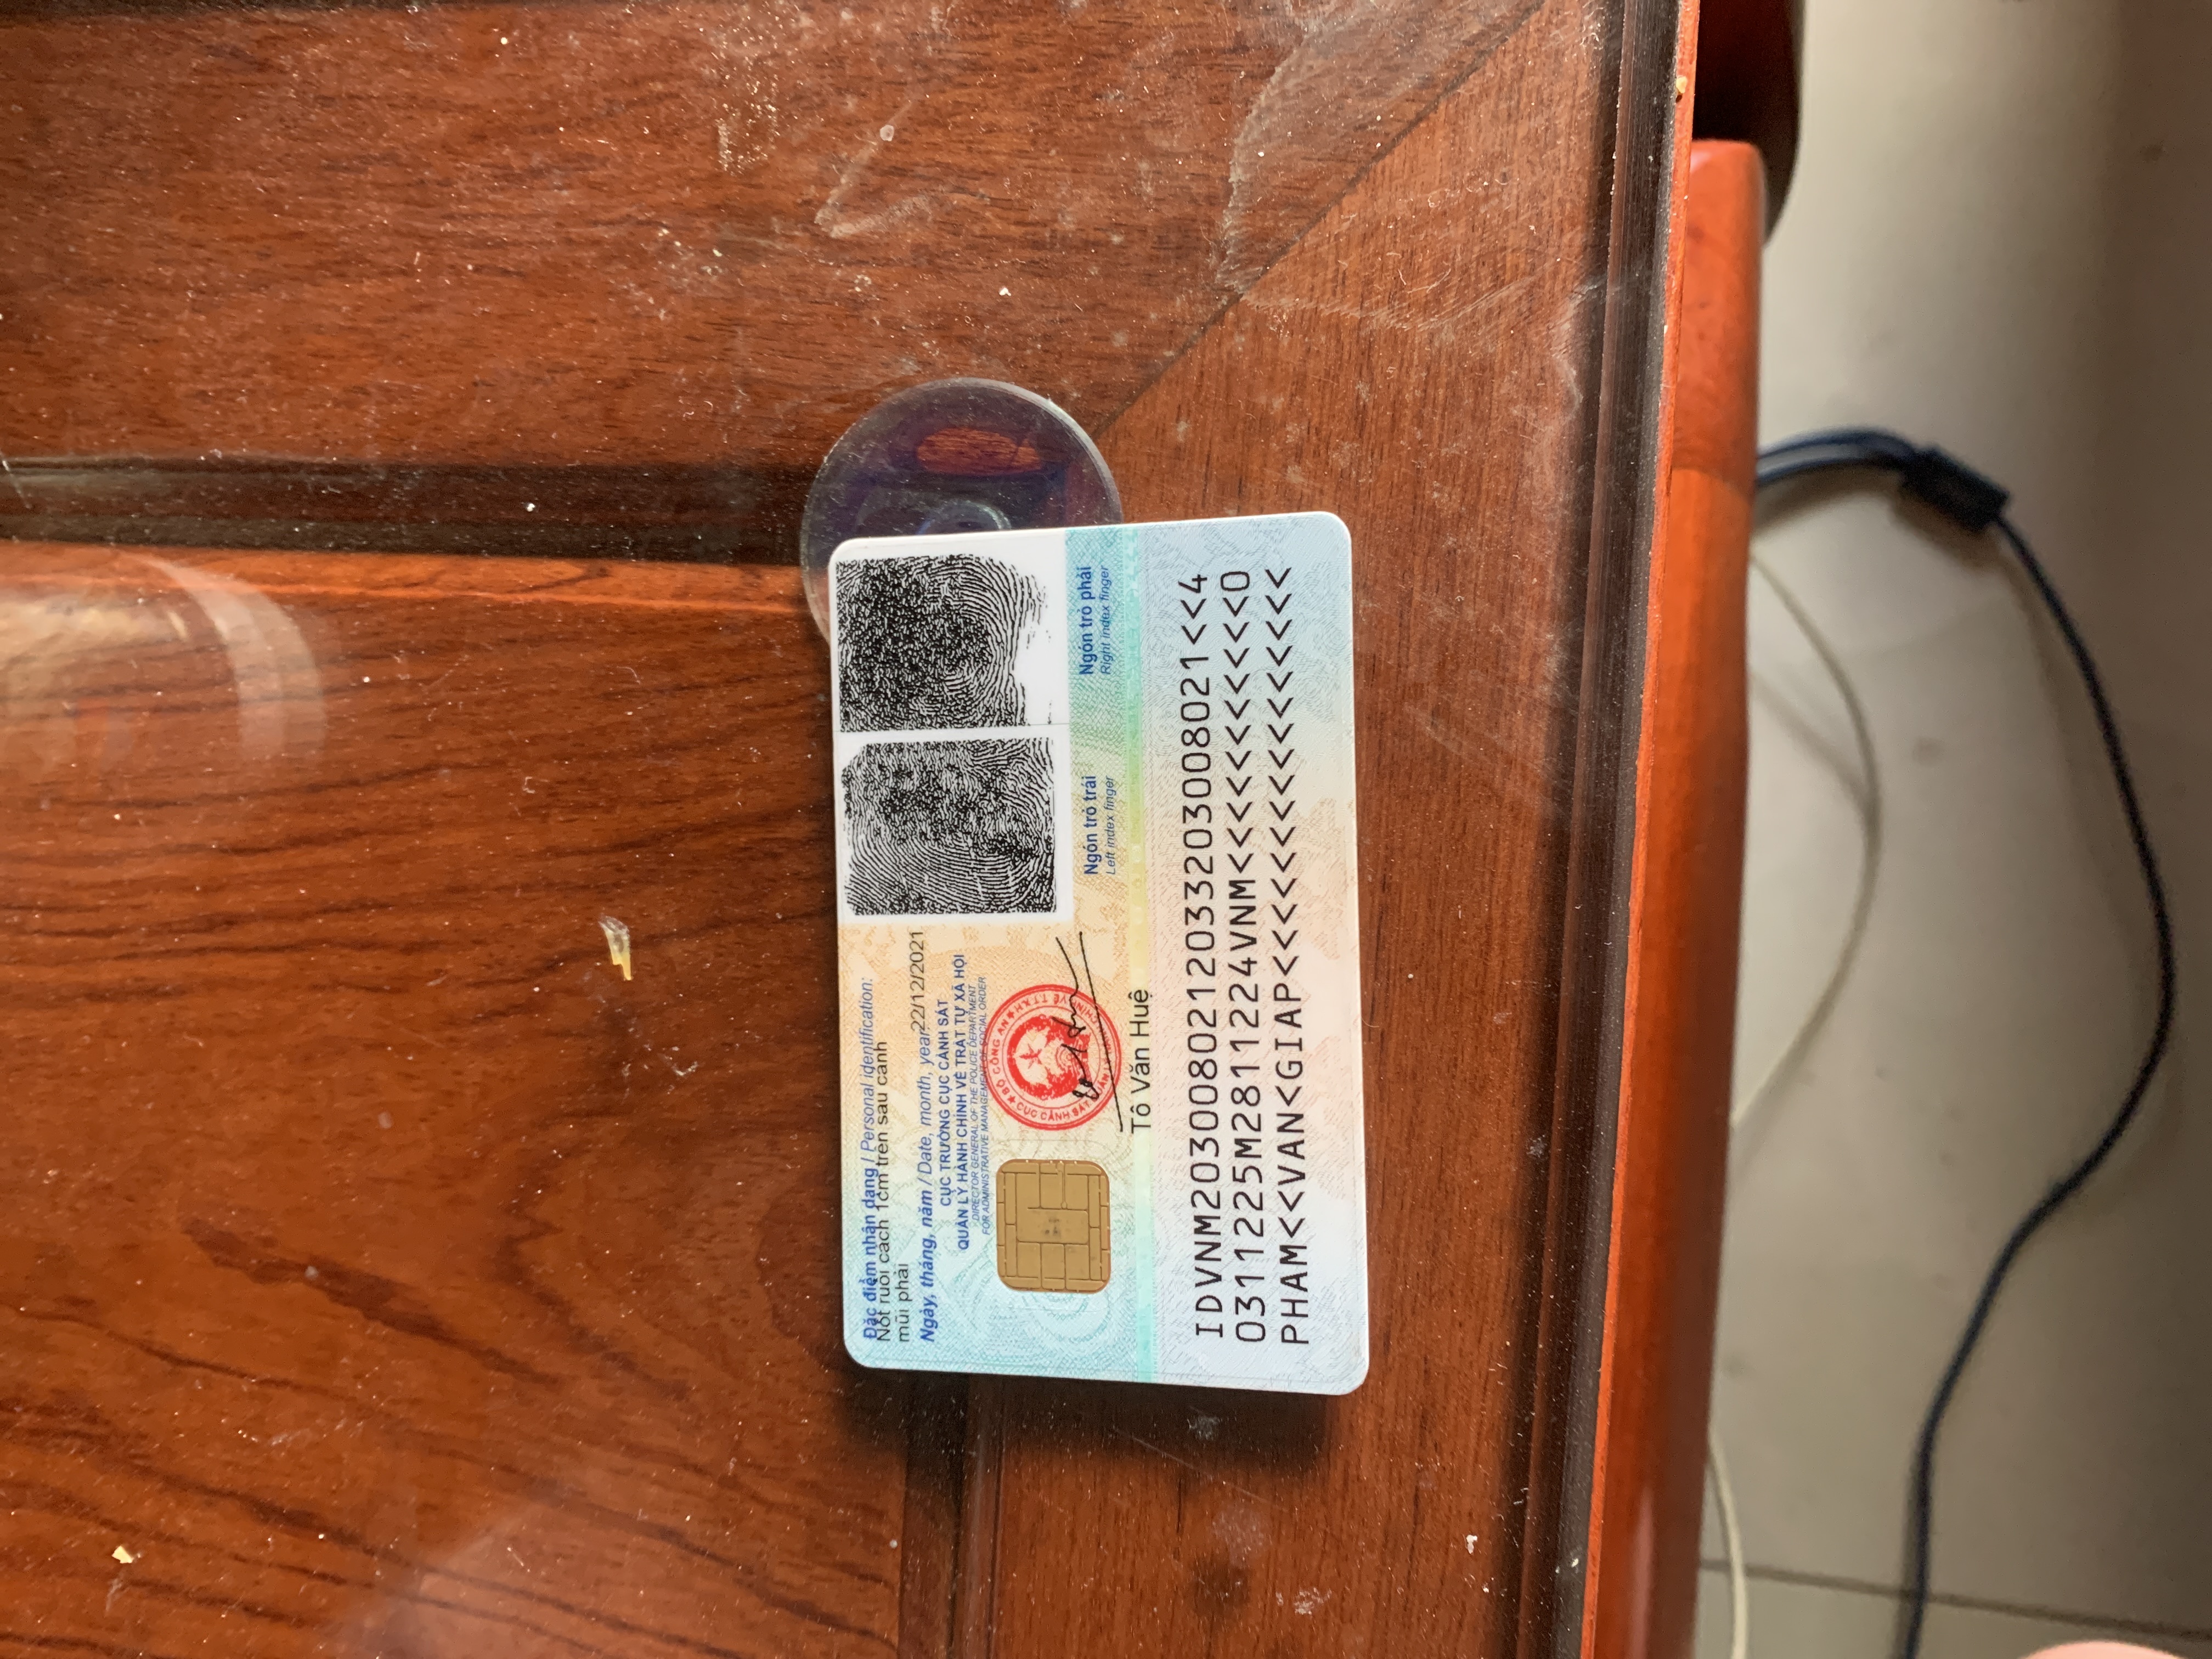 Đặc điểm nhận dạng / Personal identification:
Nốt ruồi cách 1cm trên sau cánh
mũi phải
Ngày, tháng, năm / Date, month, year: 22/12/2021
CỤC TRƯỞNG CỤC CẢNH SÁT
QUẢN LÝ HÀNH CHÍNH VỀ TRẬT TỰ XÃ HỘI
DIRECTOR GENERAL OF THE POLICE DEPARTMENT
FOR ADMINISTRATIVE MANAGEMENT OF SOCIAL ORDER
BỘ CÔNG AN
Tô Văn Huệ
Ngón trỏ trái
Left index finger
Ngón trỏ phải
Right index finger
IDVNM2030080212033203008021<<4
0311225M2811224VNM<<<<<<<<<<<0
PHAM<<VAN<GIAP<<<<<<<<<<<<<<<<